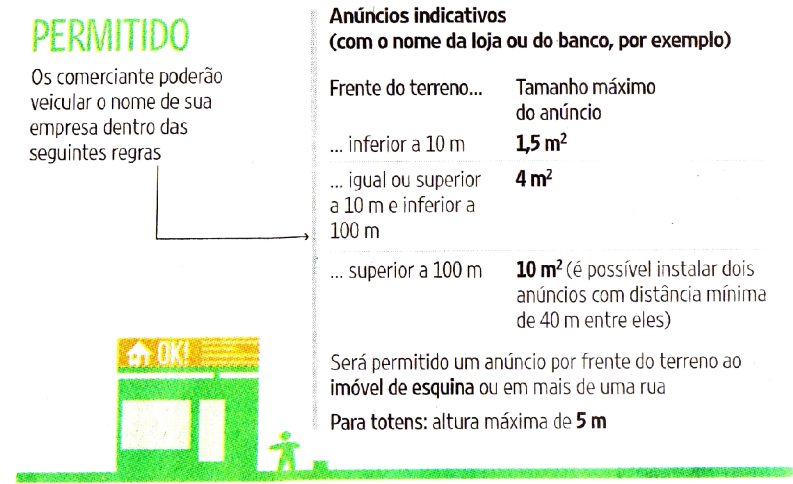 PERMITIDO
Os comerciante poderão
veicular o nome de sua
empresa dentro das
seguintes regras
Anúncios indicativos
(com o nome da loja ou do banco, por exemplo)
Frente do terreno...
Tamanho máximo
do anúncio
... inferior a 10 m
1,5 m²
... igual ou superior
a 10 m e inferior a
100 m
4 m²
... superior a 100 m
10 m² (é possível instalar dois
anúncios com distância mínima
de 40 m entre eles)
Será permitido um anúncio por frente do terreno ao
imóvel de esquina ou em mais de uma rua
Para totens: altura máxima de 5 m
OK!